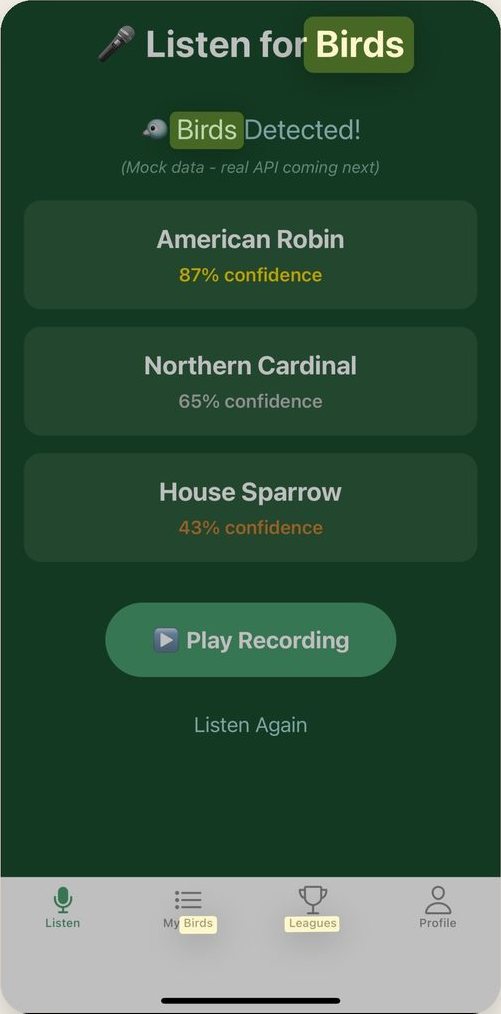 Listen for Birds
Birds Detected!
(Mock data - real API coming next)
American Robin
87% confidence
Northern Cardinal
65% confidence
House Sparrow
43% confidence
Play Recording
Listen Again
Listen
My Birds
Leagues
Profile